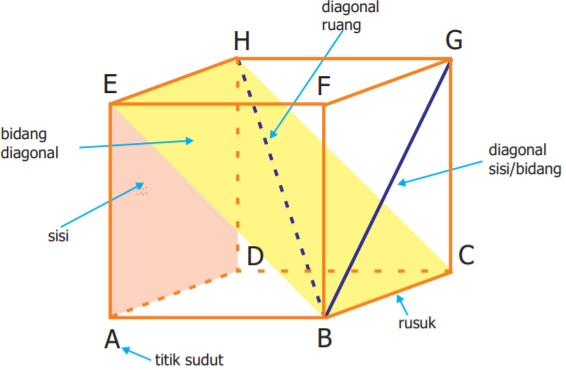 diagonal
ruang
H
G
E
F
bidang
diagonal
diagonal
sisi/bidang
sisi
D
C
rusuk
A
B
titik sudut